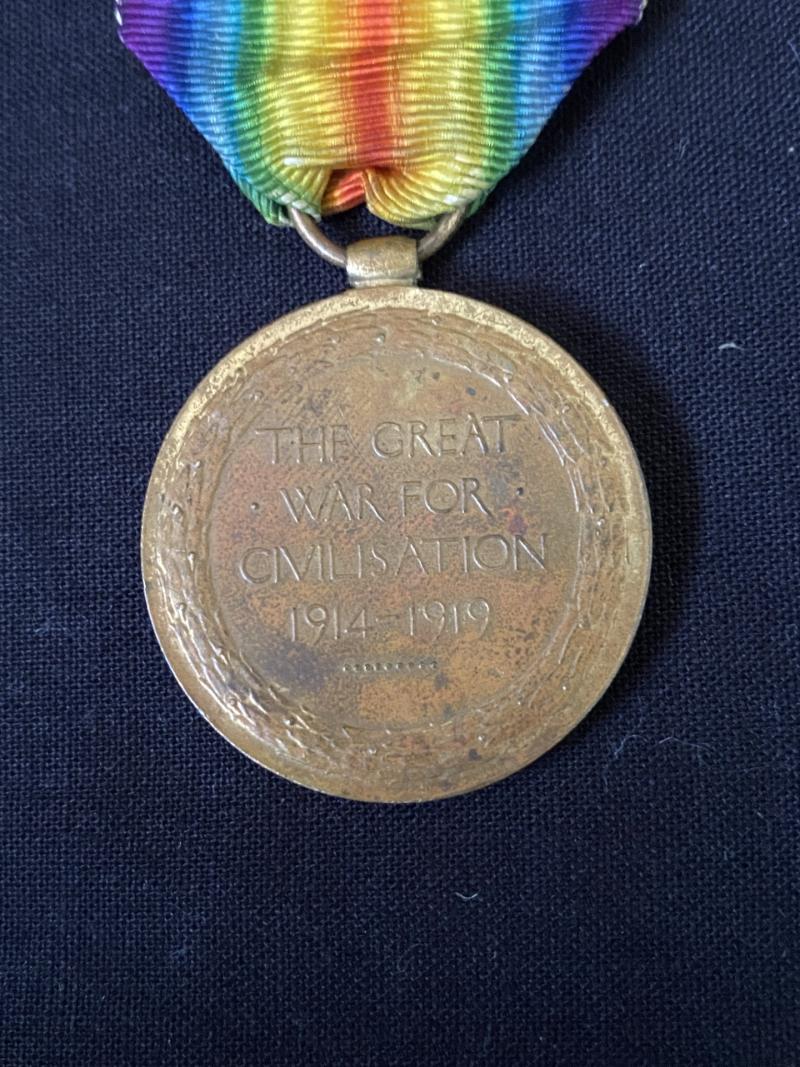 THE GREAT
· WAR FOR ·
CIVILISATION
1914-1919